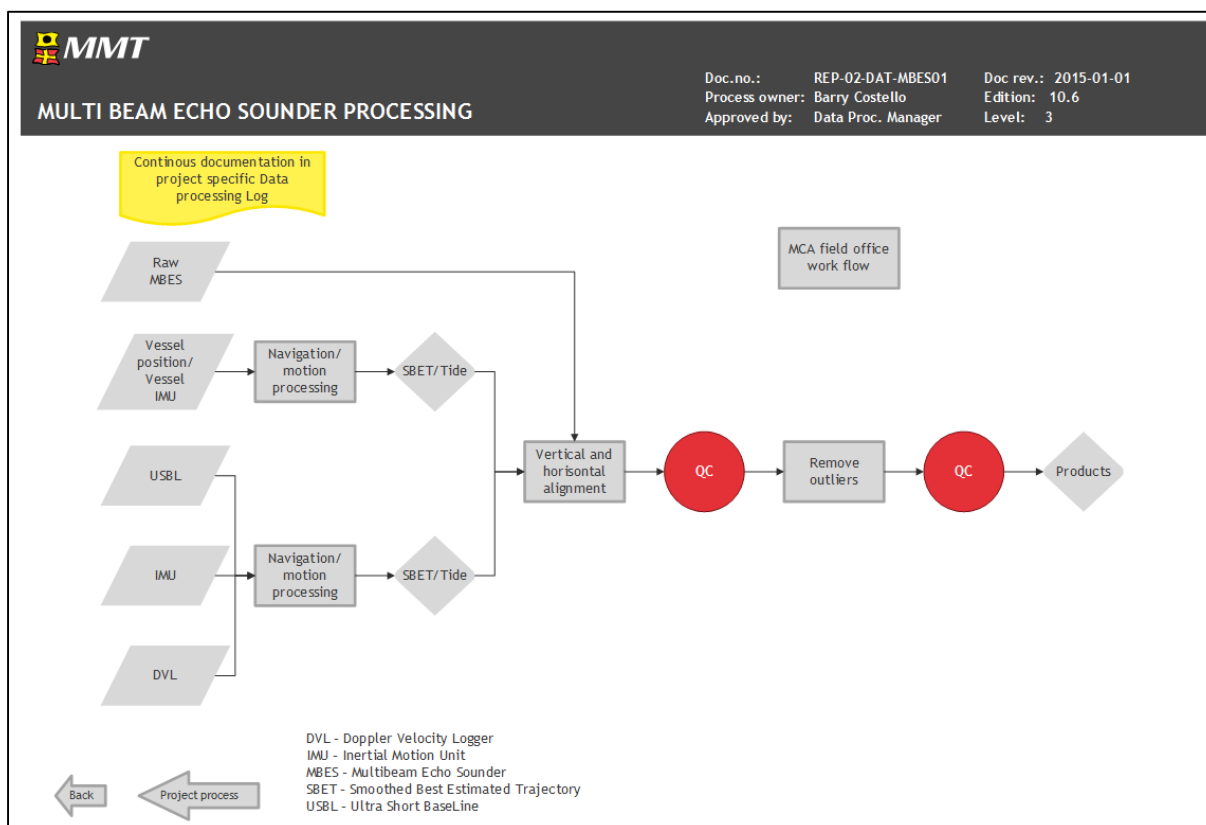 MMT
MULTI BEAM ECHO SOUNDER PROCESSING
Doc.no.: REP-02-DAT-MBES01 Doc rev.: 2015-01-01
Process owner: Barry Costello Edition: 10.6
Approved by: Data Proc. Manager Level: 3
Continous documentation in
project specific Data
processing Log
MCA field office
work flow
Raw
MBES
Vessel
position/
Vessel
IMU
Navigation/
motion
processing
SBET/Tide
USBL
IMU
DVL
Navigation/
motion
processing
SBET/Tide
Vertical and
horisontal
alignment
QC
Remove
outliers
QC
Products
DVL - Doppler Velocity Logger
IMU - Inertial Motion Unit
MBES - Multibeam Echo Sounder
SBET - Smoothed Best Estimated Trajectory
USBL - Ultra Short BaseLine
Back
Project process